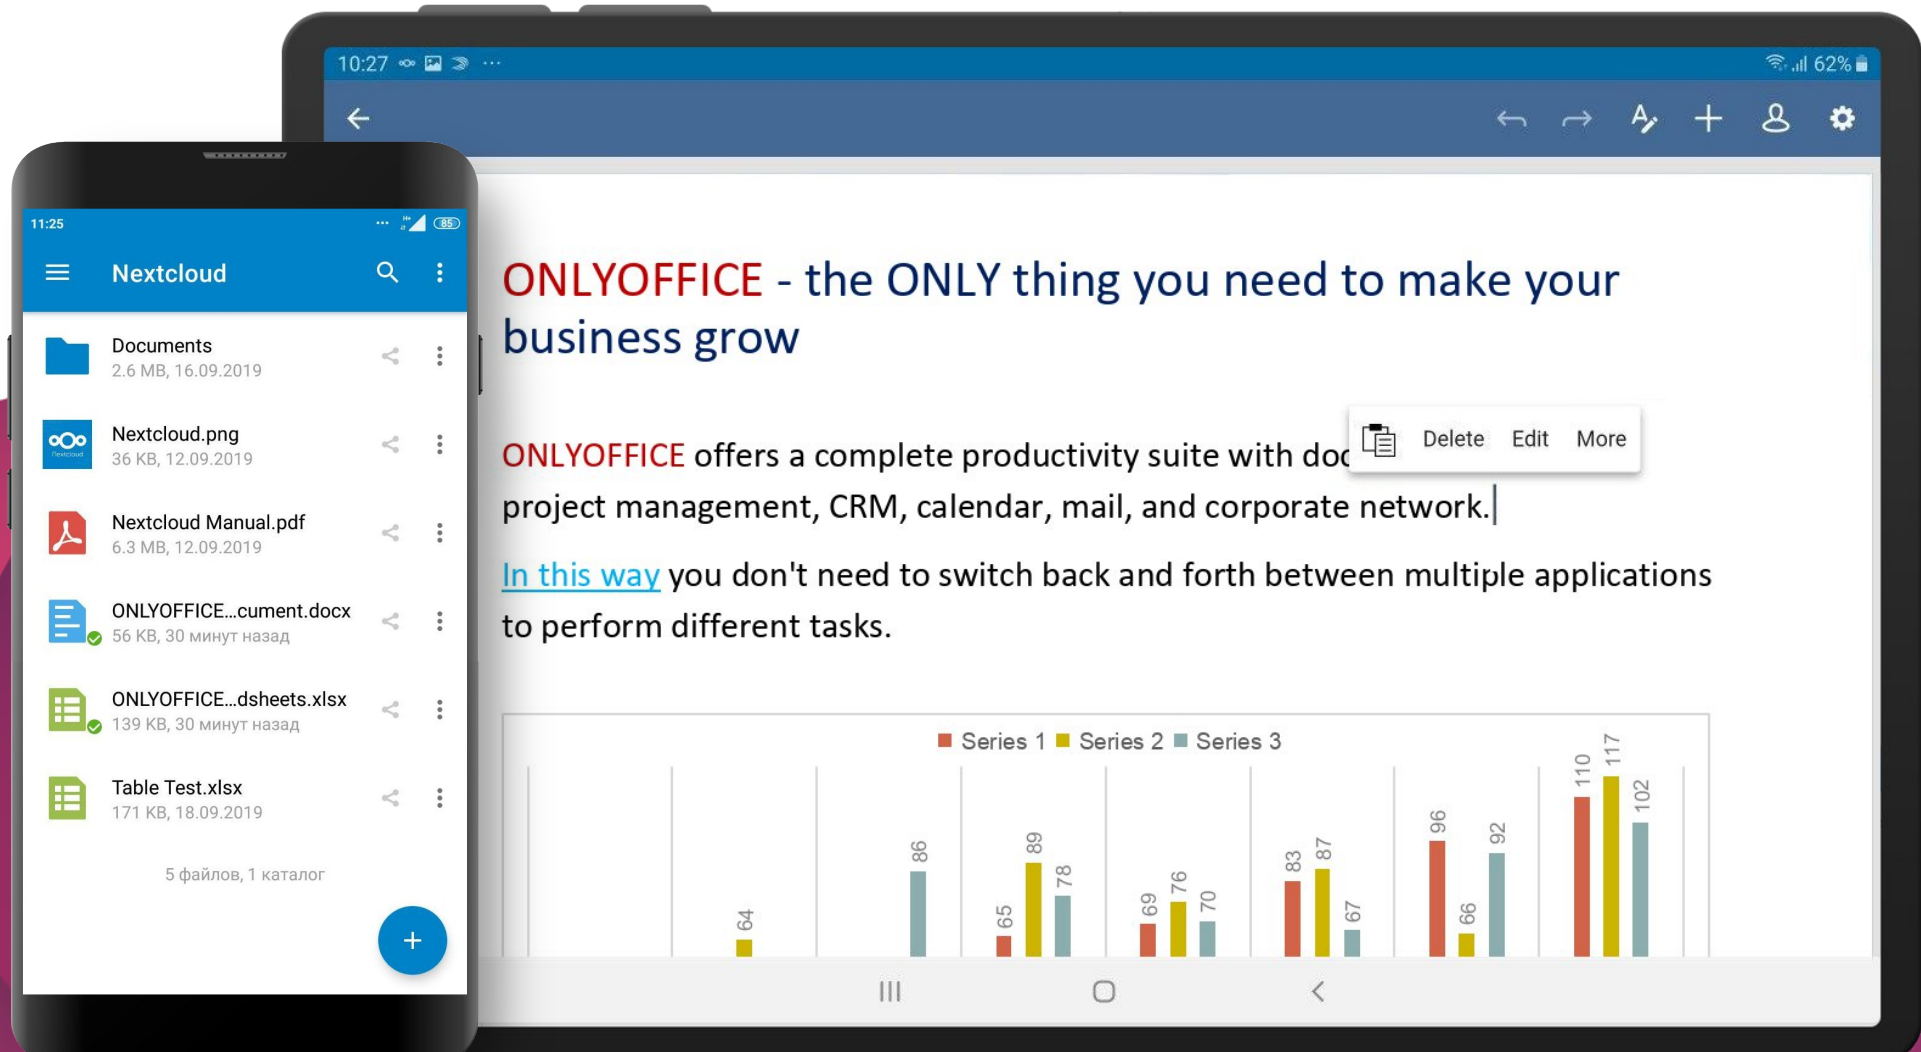 10:27
62%
ONLYOFFICE - the ONLY thing you need to make your
business grow
Delete Edit More
ONLYOFFICE offers a complete productivity suite with doc
project management, CRM, calendar, mail, and corporate network.
In this way you don't need to switch back and forth between multiple applications
to perform different tasks.
Series 1 Series 2 Series 3
64
86
65 89 78
69 76 70
83 87 67
96 66 92
110 117 102
11:25
85
Nextcloud
Documents
2.6 MB, 16.09.2019
Nextcloud.png
36 KB, 12.09.2019
Nextcloud
Nextcloud Manual.pdf
6.3 MB, 12.09.2019
ONLYOFFICE...cument.docx
56 KB, 30 минут назад
ONLYOFFICE...dsheets.xlsx
139 KB, 30 минут назад
Table Test.xlsx
171 KB, 18.09.2019
5 файлов, 1 каталог